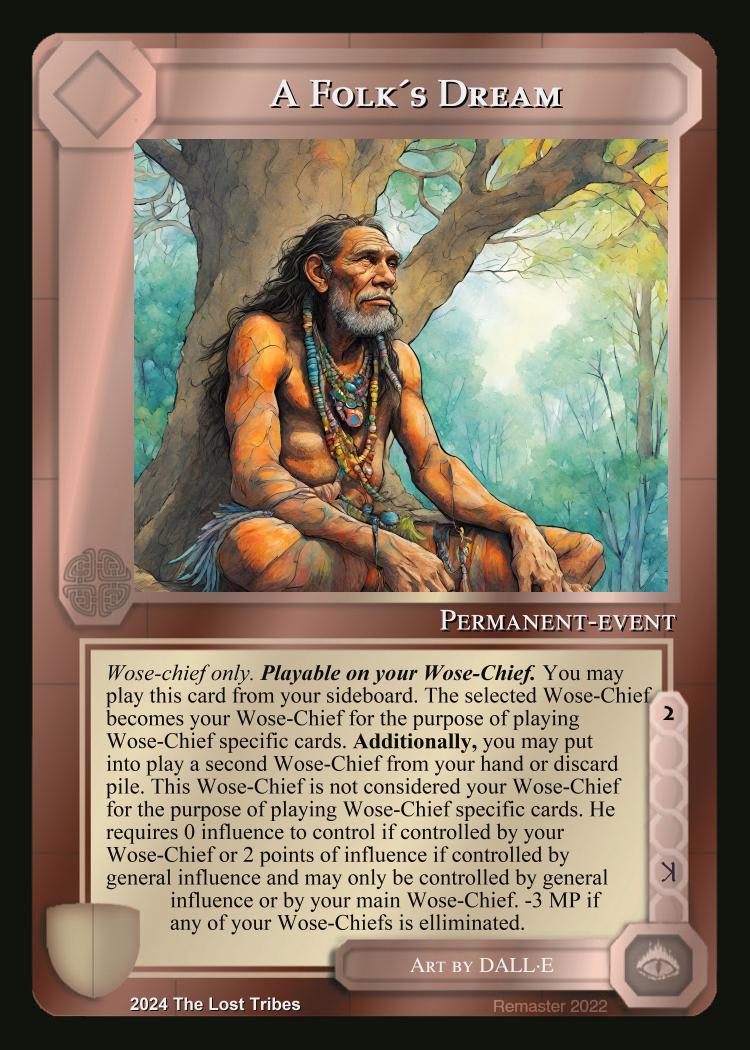 A Folk´s Dream
Permanent-event
Wose-chief only. Playable on your Wose-Chief. You may
play this card from your sideboard. The selected Wose-Chief
becomes your Wose-Chief for the purpose of playing
Wose-Chief specific cards. Additionally, you may put
into play a second Wose-Chief from your hand or discard
pile. This Wose-Chief is not considered your Wose-Chief
for the purpose of playing Wose-Chief specific cards. He
requires 0 influence to control if controlled by your
Wose-Chief or 2 points of influence if controlled by
general influence and may only be controlled by general
influence or by your main Wose-Chief. -3 MP if
any of your Wose-Chiefs is elliminated.
2
Art by DALL·E
2024 The Lost Tribes
Remaster 2022